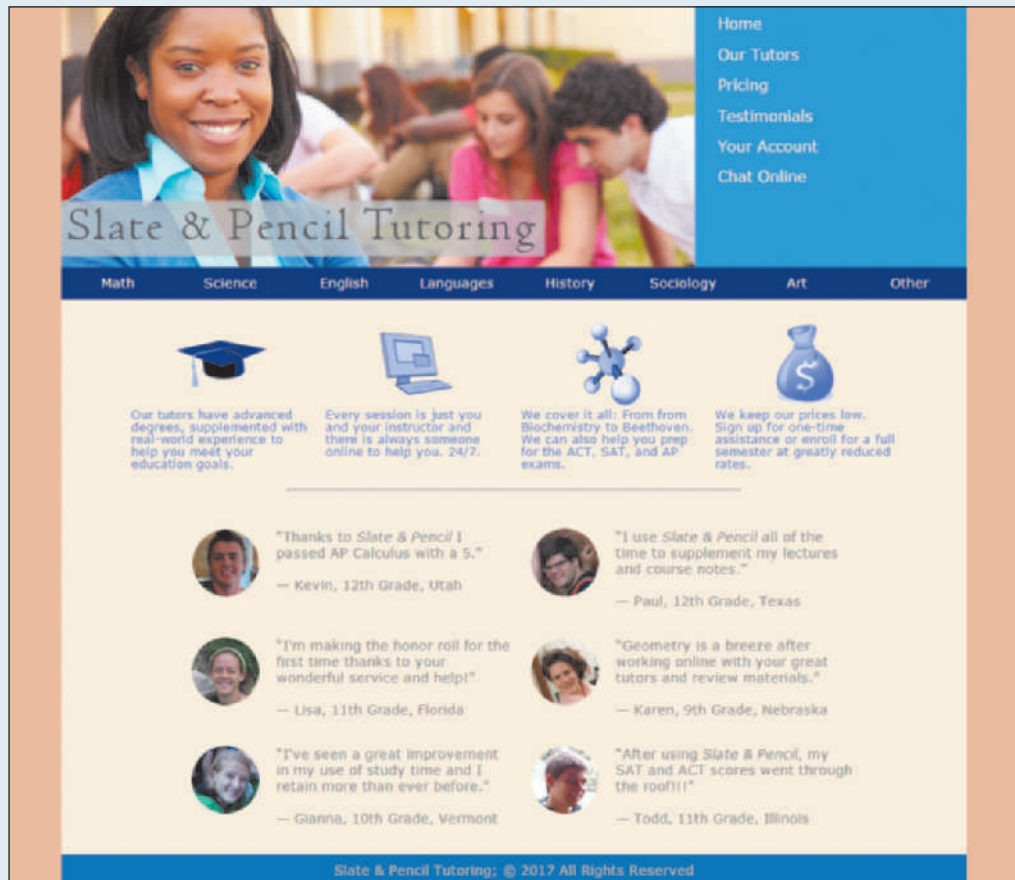 Home
Our Tutors
Pricing
Testimonials
Your Account
Chat Online
Slate & Pencil Tutoring
Math Science English Languages History Sociology Art Other
Our tutors have advanced
degrees, supplemented with
real-world experience to
help you meet your
education goals.
Every session is just you
and your instructor and
there is always someone
online to help you. 24/7.
We cover it all: From from
Biochemistry to Beethoven.
We can also help you prep
for the ACT, SAT, and AP
exams.
We keep our prices low.
Sign up for one-time
assistance or enroll for a full
semester at greatly reduced
rates.
"Thanks to Slate & Pencil I
passed AP Calculus with a 5."
— Kevin, 12th Grade, Utah
"I use Slate & Pencil all of the
time to supplement my lectures
and course notes."
— Paul, 12th Grade, Texas
"I'm making the honor roll for the
first time thanks to your
wonderful service and help!"
— Lisa, 11th Grade, Florida
"Geometry is a breeze after
working online with your great
tutors and review materials."
— Karen, 9th Grade, Nebraska
"I've seen a great improvement
in my use of study time and I
retain more than ever before."
— Gianna, 10th Grade, Vermont
"After using Slate & Pencil, my
SAT and ACT scores went through
the roof!!!"
— Todd, 11th Grade, Illinois
Slate & Pencil Tutoring; © 2017 All Rights Reserved